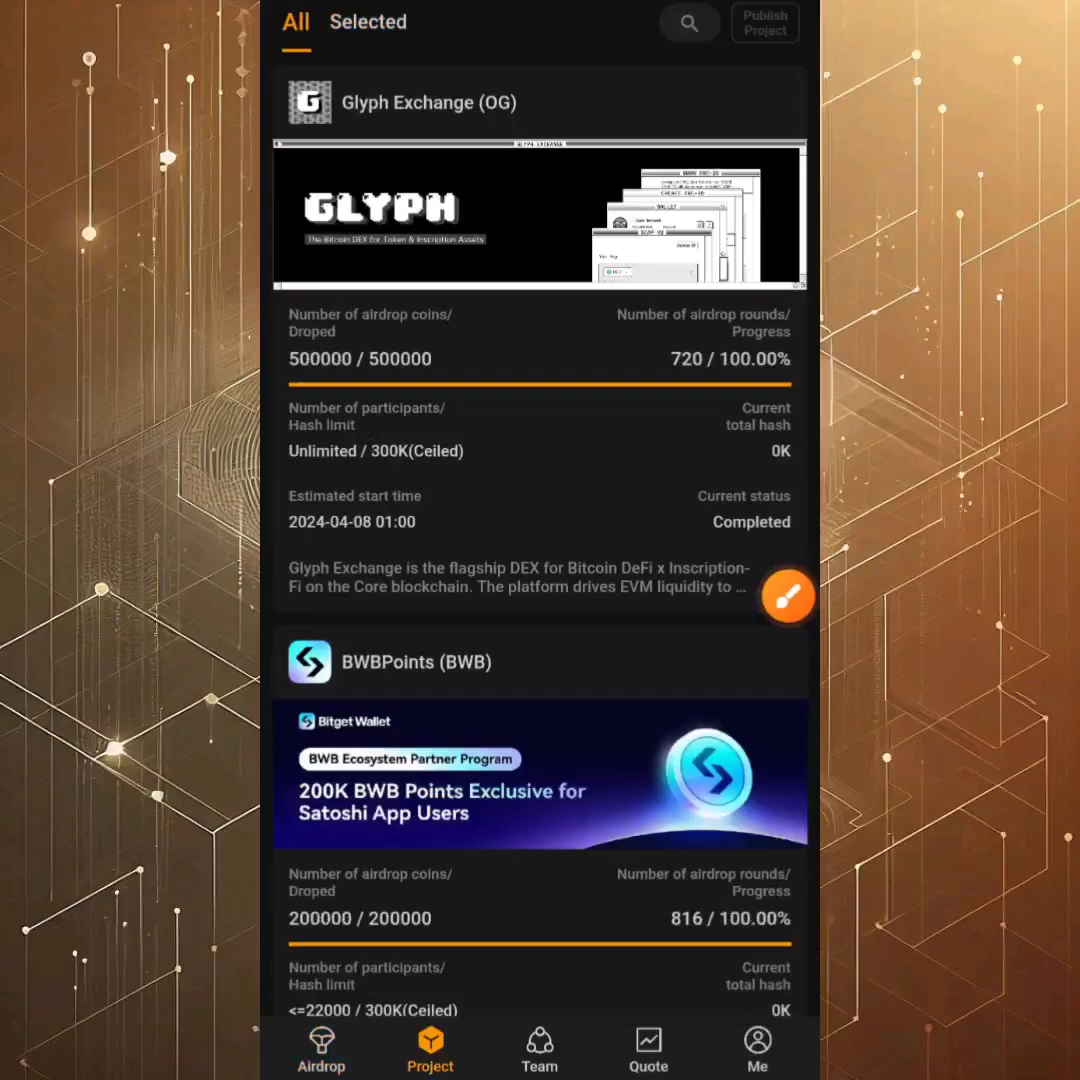 All Selected
Publish
Project
Glyph Exchange (OG)
GLYPH EXCHANGE
GLYPH
The Bitcoin DEX for Token & Inscription Assets
WALLET
Number of airdrop coins/
Droped
Number of airdrop rounds/
Progress
500000 / 500000
720 / 100.00%
Number of participants/
Hash limit
Current
total hash
Unlimited / 300K(Ceiled)
0K
Estimated start time
Current status
2024-04-08 01:00
Completed
Glyph Exchange is the flagship DEX for Bitcoin DeFi x Inscription-
Fi on the Core blockchain. The platform drives EVM liquidity to ...
BWBPoints (BWB)
Bitget Wallet
BWB Ecosystem Partner Program
200K BWB Points Exclusive for
Satoshi App Users
Number of airdrop coins/
Droped
Number of airdrop rounds/
Progress
200000 / 200000
816 / 100.00%
Number of participants/
Hash limit
Current
total hash
<=22000 / 300K(Ceiled)
0K
Airdrop Project Team Quote Me